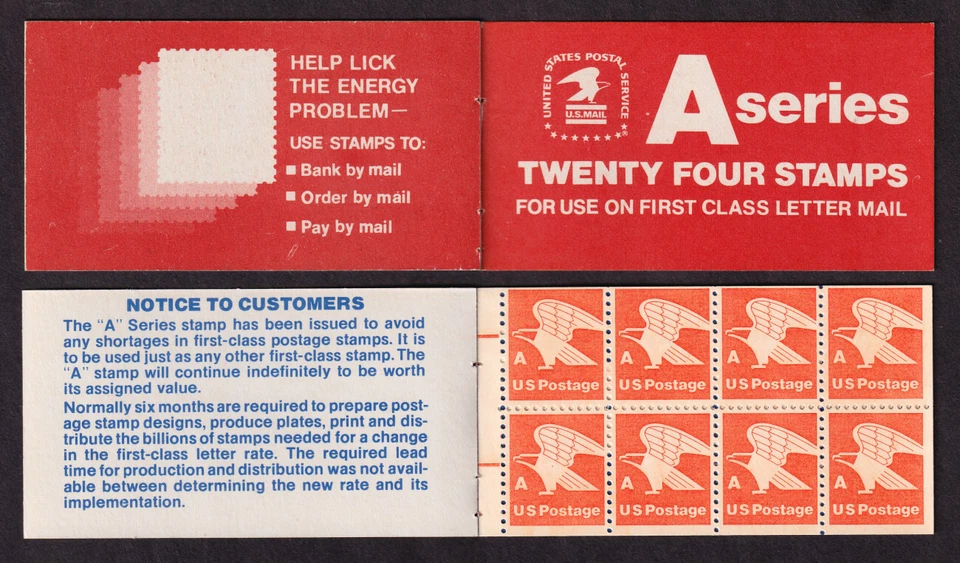 HELP LICK
THE ENERGY
PROBLEM—
USE STAMPS TO:
Bank by mail
Order by mail
Pay by mail
UNITED STATES POSTAL SERVICE
U.S.MAIL
A series
TWENTY FOUR STAMPS
FOR USE ON FIRST CLASS LETTER MAIL
NOTICE TO CUSTOMERS
The "A" Series stamp has been issued to avoid
any shortages in first-class postage stamps. It is
to be used just as any other first-class stamp. The
"A" stamp will continue indefinitely to be worth
its assigned value.
Normally six months are required to prepare post-
age stamp designs, produce plates, print and dis-
tribute the billions of stamps needed for a change
in the first-class letter rate. The required lead
time for production and distribution was not avail-
able between determining the new rate and its
implementation.
A
US Postage
A
US Postage
A
US Postage
A
US Postage
A
US Postage
A
US Postage
A
US Postage
A
US Postage